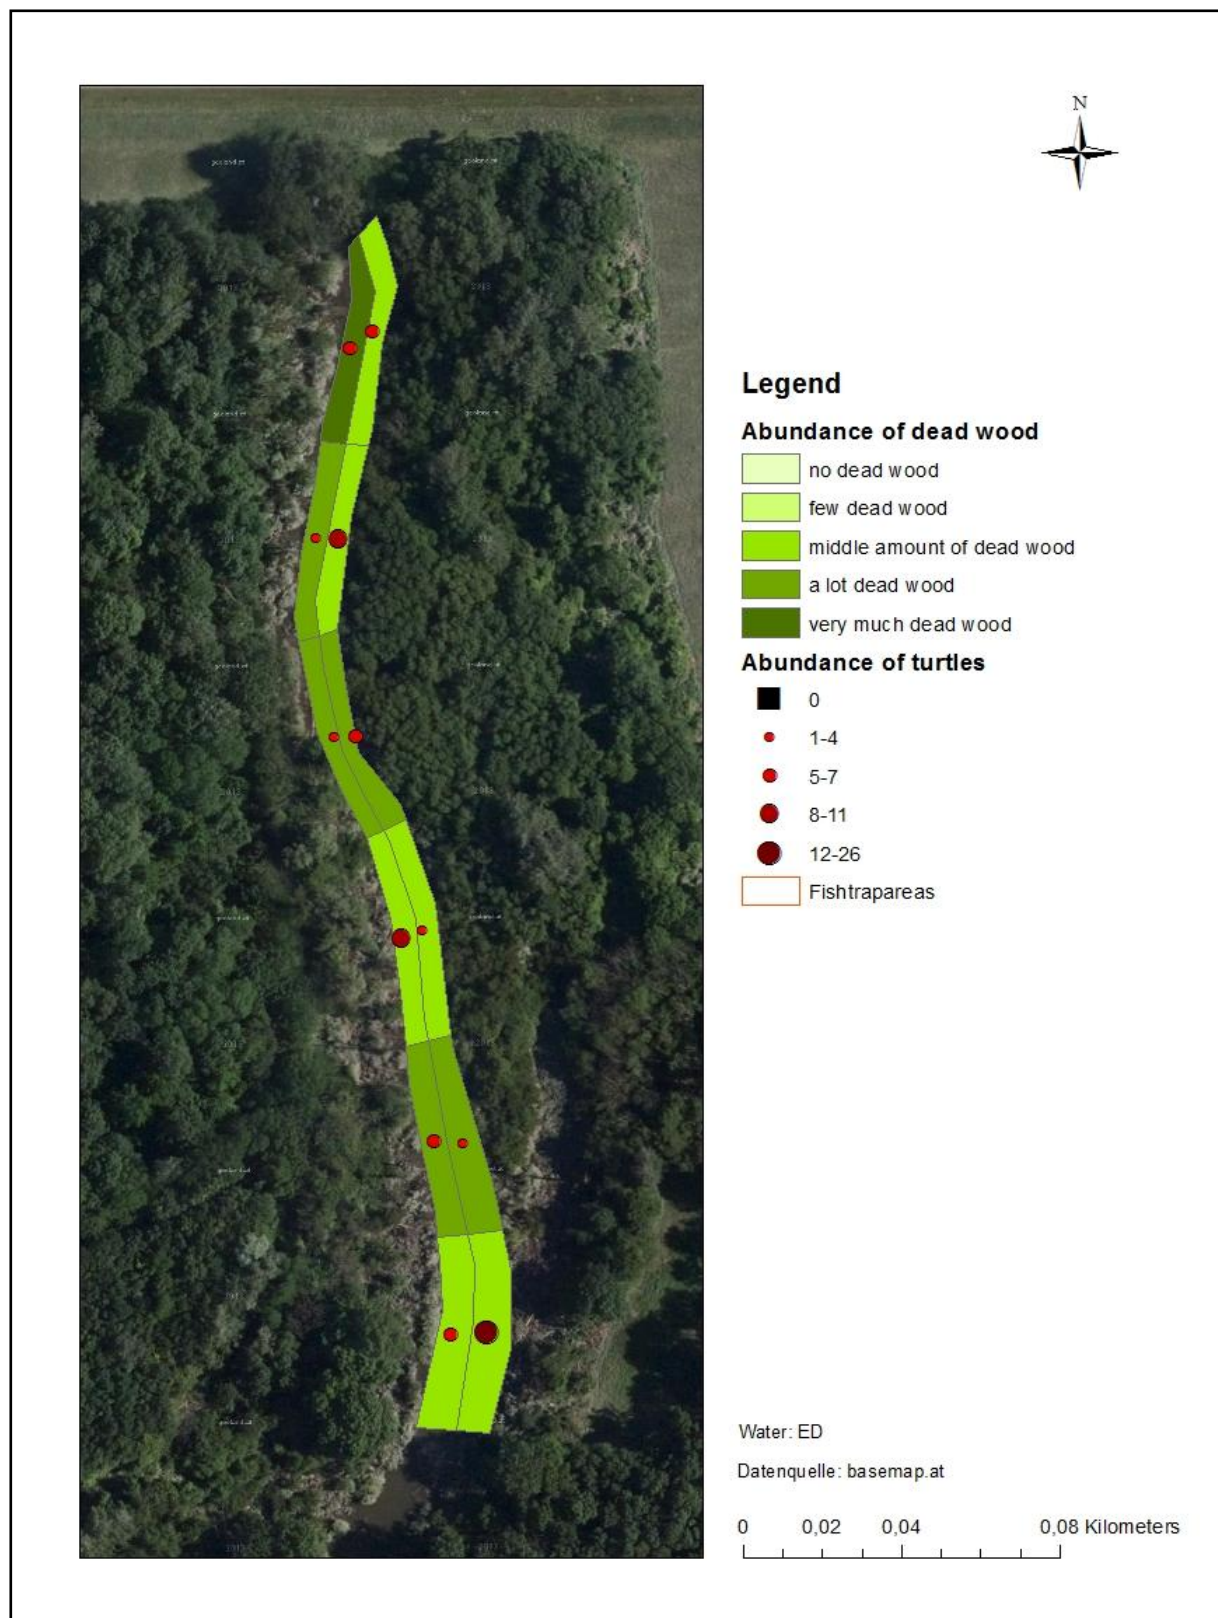 N
Legend
Abundance of dead wood
no dead wood
few dead wood
middle amount of dead wood
a lot dead wood
very much dead wood
Abundance of turtles
0
1-4
5-7
8-11
12-26
Fishtrapareas
Water: ED
Datenquelle: basemap.at
0 0,02 0,04 0,08 Kilometers